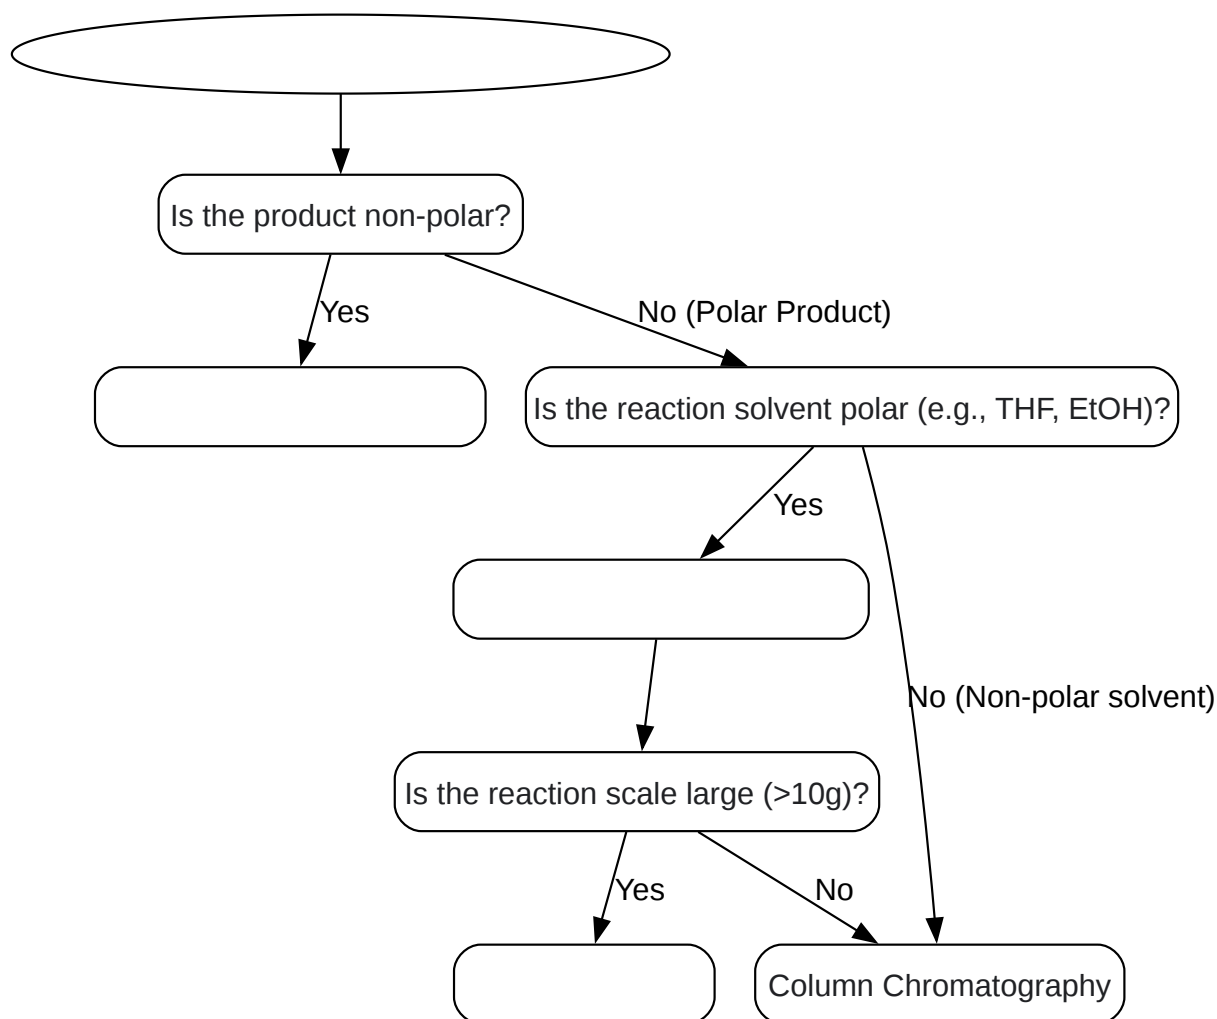 Is the product non-polar?
Yes
No (Polar Product)
Is the reaction solvent polar (e.g., THF, EtOH)?
Yes
No (Non-polar solvent)
Is the reaction scale large (>10g)?
Yes
No
Column Chromatography